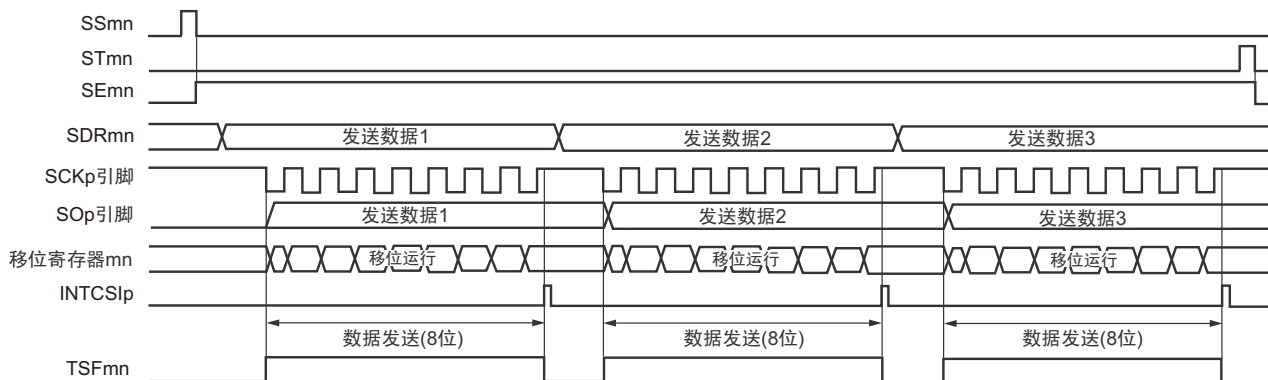 SSmn
STmn
SEmn
SDRmn 发送数据1 发送数据2 发送数据3
SCKp引脚
SOp引脚 发送数据1 发送数据2 发送数据3
移位寄存器mn 移位运行 移位运行 移位运行
INTCSIp
数据发送(8位) 数据发送(8位) 数据发送(8位)
TSFmn